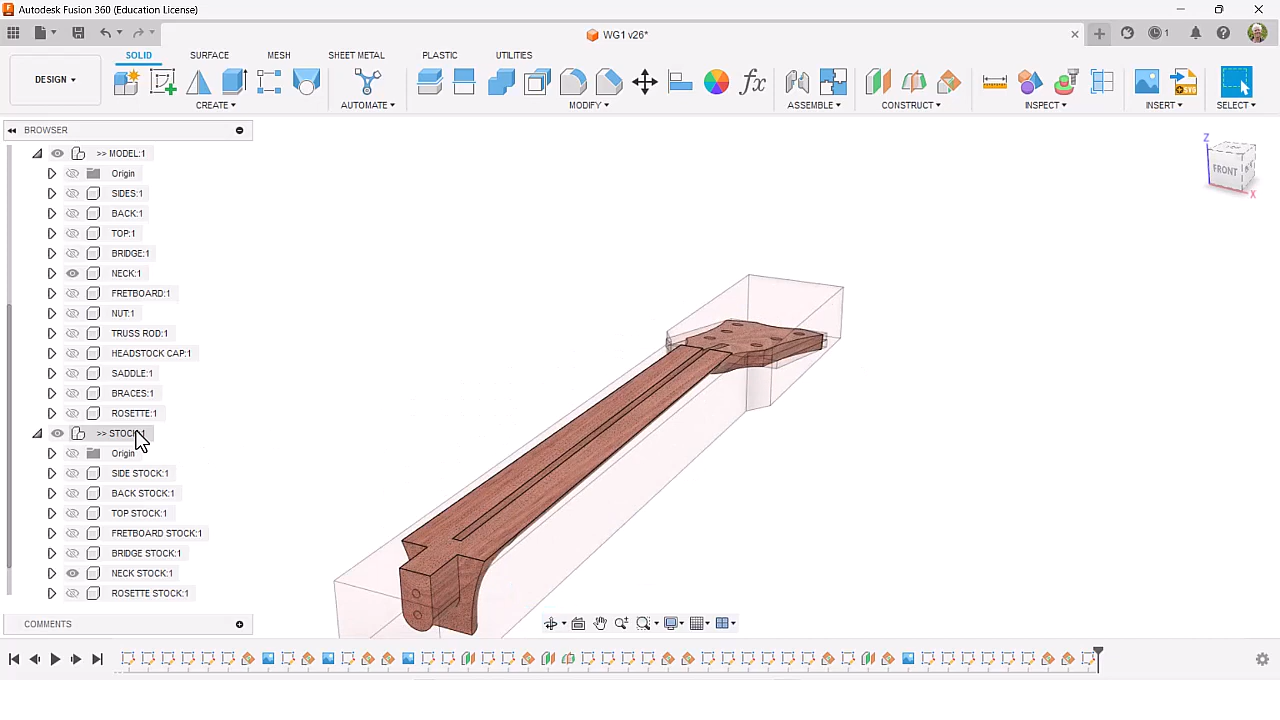 Autodesk Fusion 360 (Education License)
WG1 v26*
1
SOLID
SURFACE
MESH
SHEET METAL
PLASTIC
UTILITIES
DESIGN
fx
CREATE
AUTOMATE
MODIFY
ASSEMBLE
CONSTRUCT
INSPECT
INSERT
SELECT
BROWSER
>> MODEL:1
Origin
SIDES:1
BACK:1
TOP:1
BRIDGE:1
NECK:1
FRETBOARD:1
NUT:1
TRUSS ROD:1
HEADSTOCK CAP:1
SADDLE:1
BRACES:1
ROSETTE:1
>> STOCK:1
Origin
SIDE STOCK:1
BACK STOCK:1
TOP STOCK:1
FRETBOARD STOCK:1
BRIDGE STOCK:1
NECK STOCK:1
ROSETTE STOCK:1
COMMENTS
Z
FRONT
X